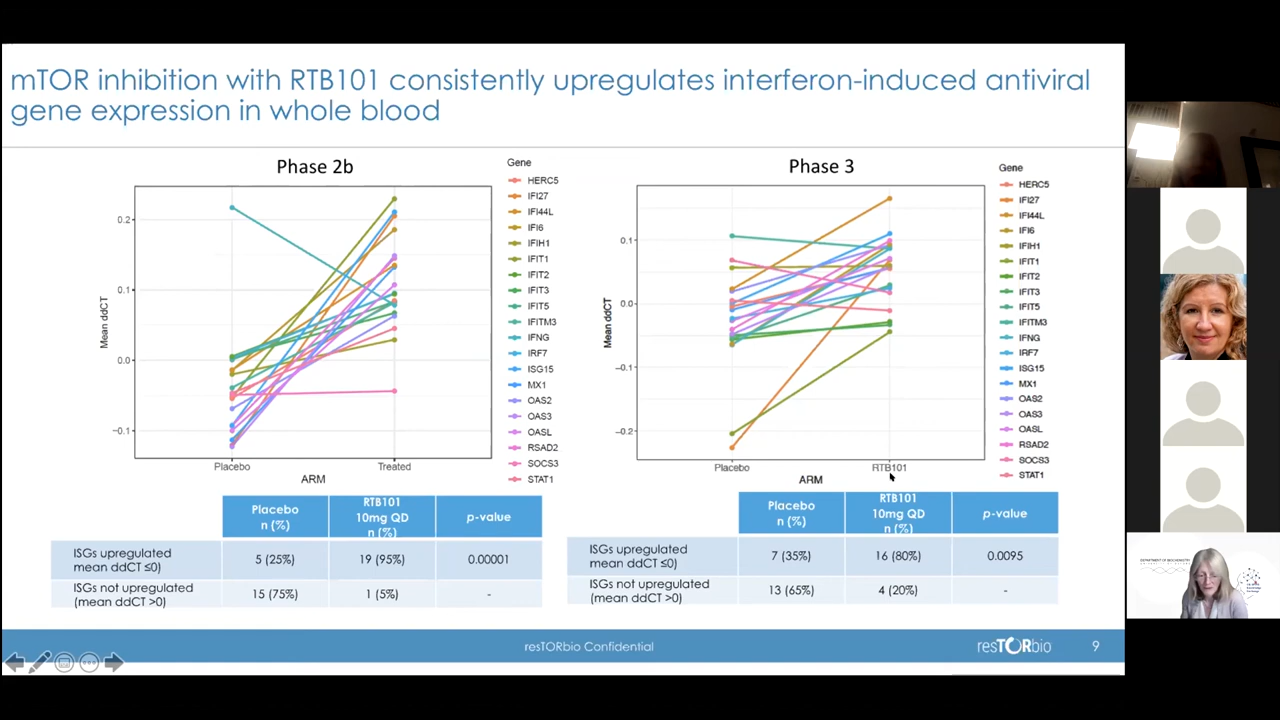 mTOR inhibition with RTB101 consistently upregulates interferon-induced antiviral
gene expression in whole blood
Phase 2b
Mean ddCT
0.2
0.1
0.0
−0.1
Placebo
Treated
ARM
Gene
HERC5
IFI27
IFI44L
IFI6
IFIH1
IFIT1
IFIT2
IFIT3
IFIT5
IFITM3
IFNG
IRF7
ISG15
MX1
OAS2
OAS3
OASL
RSAD2
SOCS3
STAT1
Phase 3
Mean ddCT
0.1
0.0
−0.1
−0.2
Placebo
RTB101
ARM
Gene
HERC5
IFI27
IFI44L
IFI6
IFIH1
IFIT1
IFIT2
IFIT3
IFIT5
IFITM3
IFNG
IRF7
ISG15
MX1
OAS2
OAS3
OASL
RSAD2
SOCS3
STAT1
Placebo
n (%)
RTB101
10mg QD
n (%)
p-value
ISGs upregulated
mean ddCT ≤0)
5 (25%)
19 (95%)
0.00001
ISGs not upregulated
(mean ddCT >0)
15 (75%)
1 (5%)
-
Placebo
n (%)
RTB101
10mg QD
n (%)
p-value
ISGs upregulated
mean ddCT ≤0)
7 (35%)
16 (80%)
0.0095
ISGs not upregulated
(mean ddCT >0)
13 (65%)
4 (20%)
-
resTORbio Confidential
resTORbio
9
DEPARTMENT OF BIOCHEMISTRY